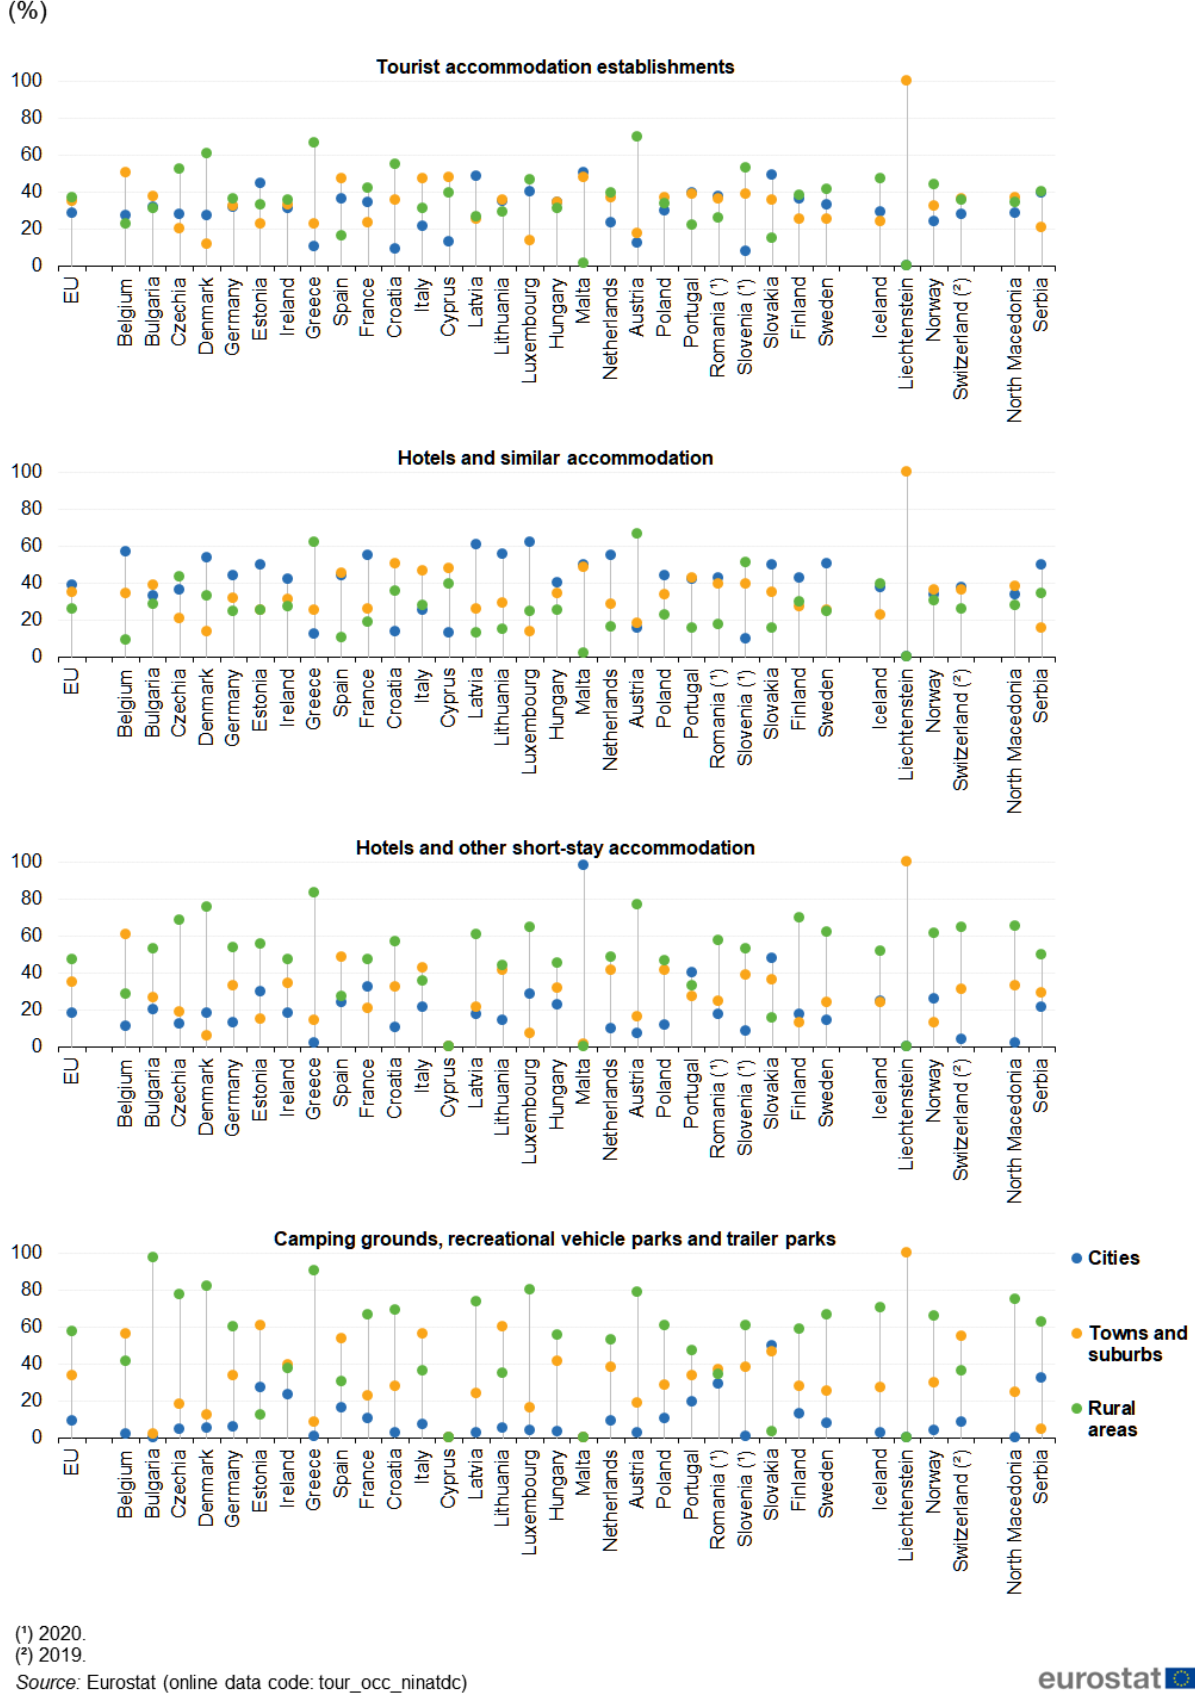 (%)
Tourist accommodation establishments
100
80
60
40
20
0
EU
Belgium
Bulgaria
Czechia
Denmark
Germany
Estonia
Ireland
Greece
Spain
France
Croatia
Italy
Cyprus
Latvia
Lithuania
Luxembourg
Hungary
Malta
Netherlands
Austria
Poland
Portugal
Romania (¹)
Slovenia (¹)
Slovakia
Finland
Sweden
Iceland
Liechtenstein
Norway
Switzerland (²)
North Macedonia
Serbia
Hotels and similar accommodation
100
80
60
40
20
0
EU
Belgium
Bulgaria
Czechia
Denmark
Germany
Estonia
Ireland
Greece
Spain
France
Croatia
Italy
Cyprus
Latvia
Lithuania
Luxembourg
Hungary
Malta
Netherlands
Austria
Poland
Portugal
Romania (¹)
Slovenia (¹)
Slovakia
Finland
Sweden
Iceland
Liechtenstein
Norway
Switzerland (²)
North Macedonia
Serbia
Hotels and other short-stay accommodation
100
80
60
40
20
0
EU
Belgium
Bulgaria
Czechia
Denmark
Germany
Estonia
Ireland
Greece
Spain
France
Croatia
Italy
Cyprus
Latvia
Lithuania
Luxembourg
Hungary
Malta
Netherlands
Austria
Poland
Portugal
Romania (¹)
Slovenia (¹)
Slovakia
Finland
Sweden
Iceland
Liechtenstein
Norway
Switzerland (²)
North Macedonia
Serbia
Camping grounds, recreational vehicle parks and trailer parks
100
80
60
40
20
0
EU
Belgium
Bulgaria
Czechia
Denmark
Germany
Estonia
Ireland
Greece
Spain
France
Croatia
Italy
Cyprus
Latvia
Lithuania
Luxembourg
Hungary
Malta
Netherlands
Austria
Poland
Portugal
Romania (¹)
Slovenia (¹)
Slovakia
Finland
Sweden
Iceland
Liechtenstein
Norway
Switzerland (²)
North Macedonia
Serbia
Cities
Towns and
suburbs
Rural
areas
(¹) 2020.
(²) 2019.
Source: Eurostat (online data code: tour_occ_ninatdc)
eurostat